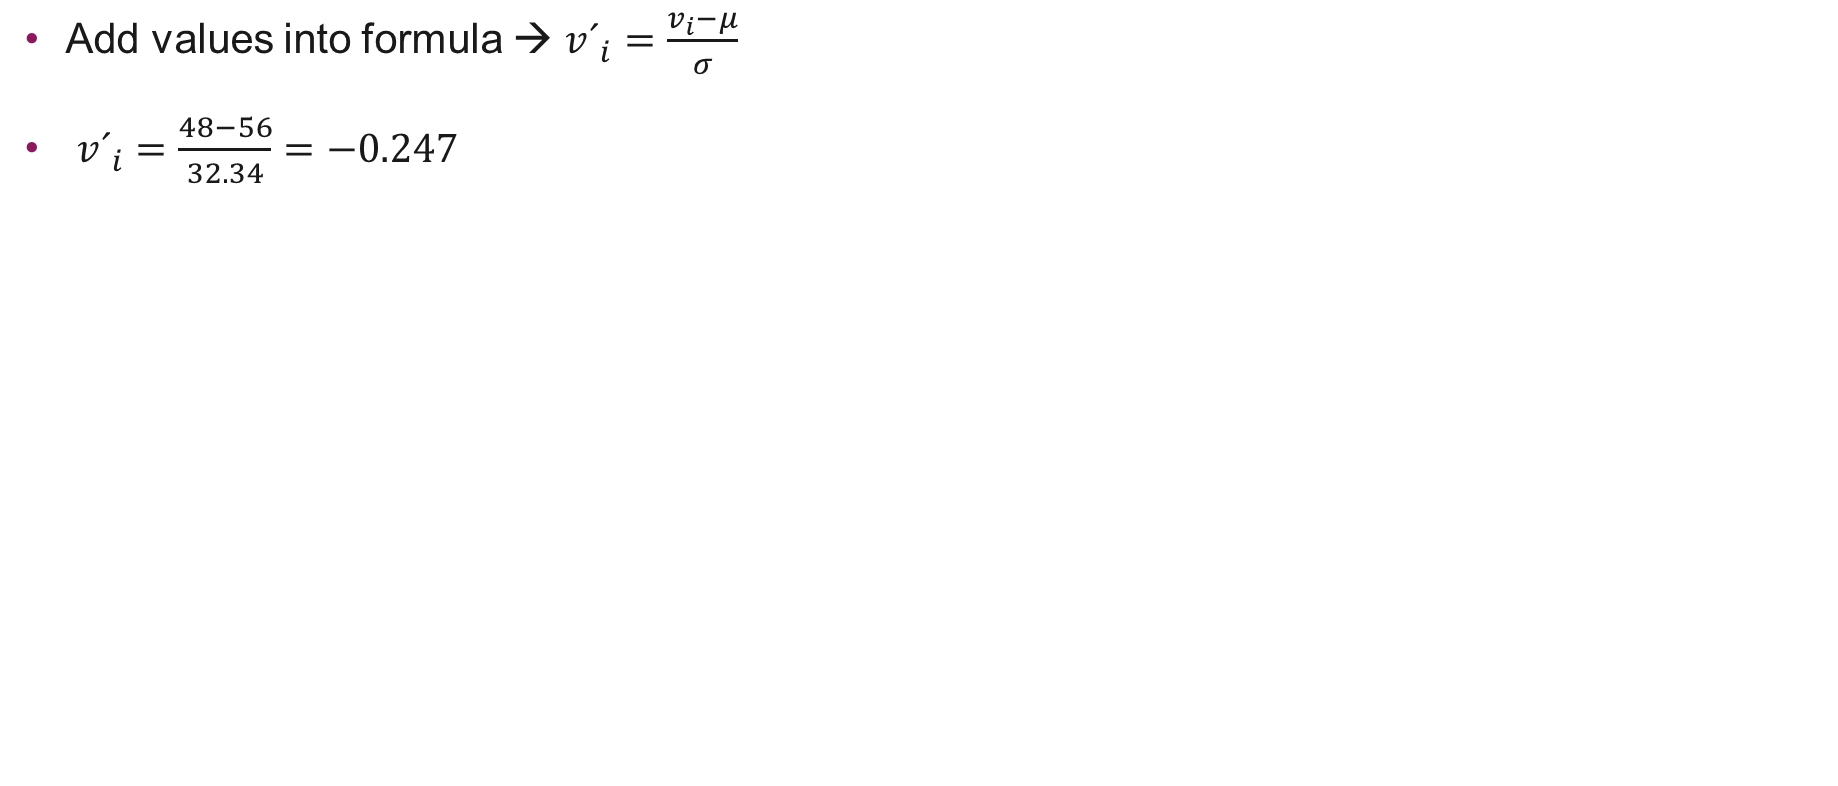 • Add values into formula → v´ᵢ = (vᵢ−μ)/σ
• v´ᵢ = (48−56)/32.34 = −0.247